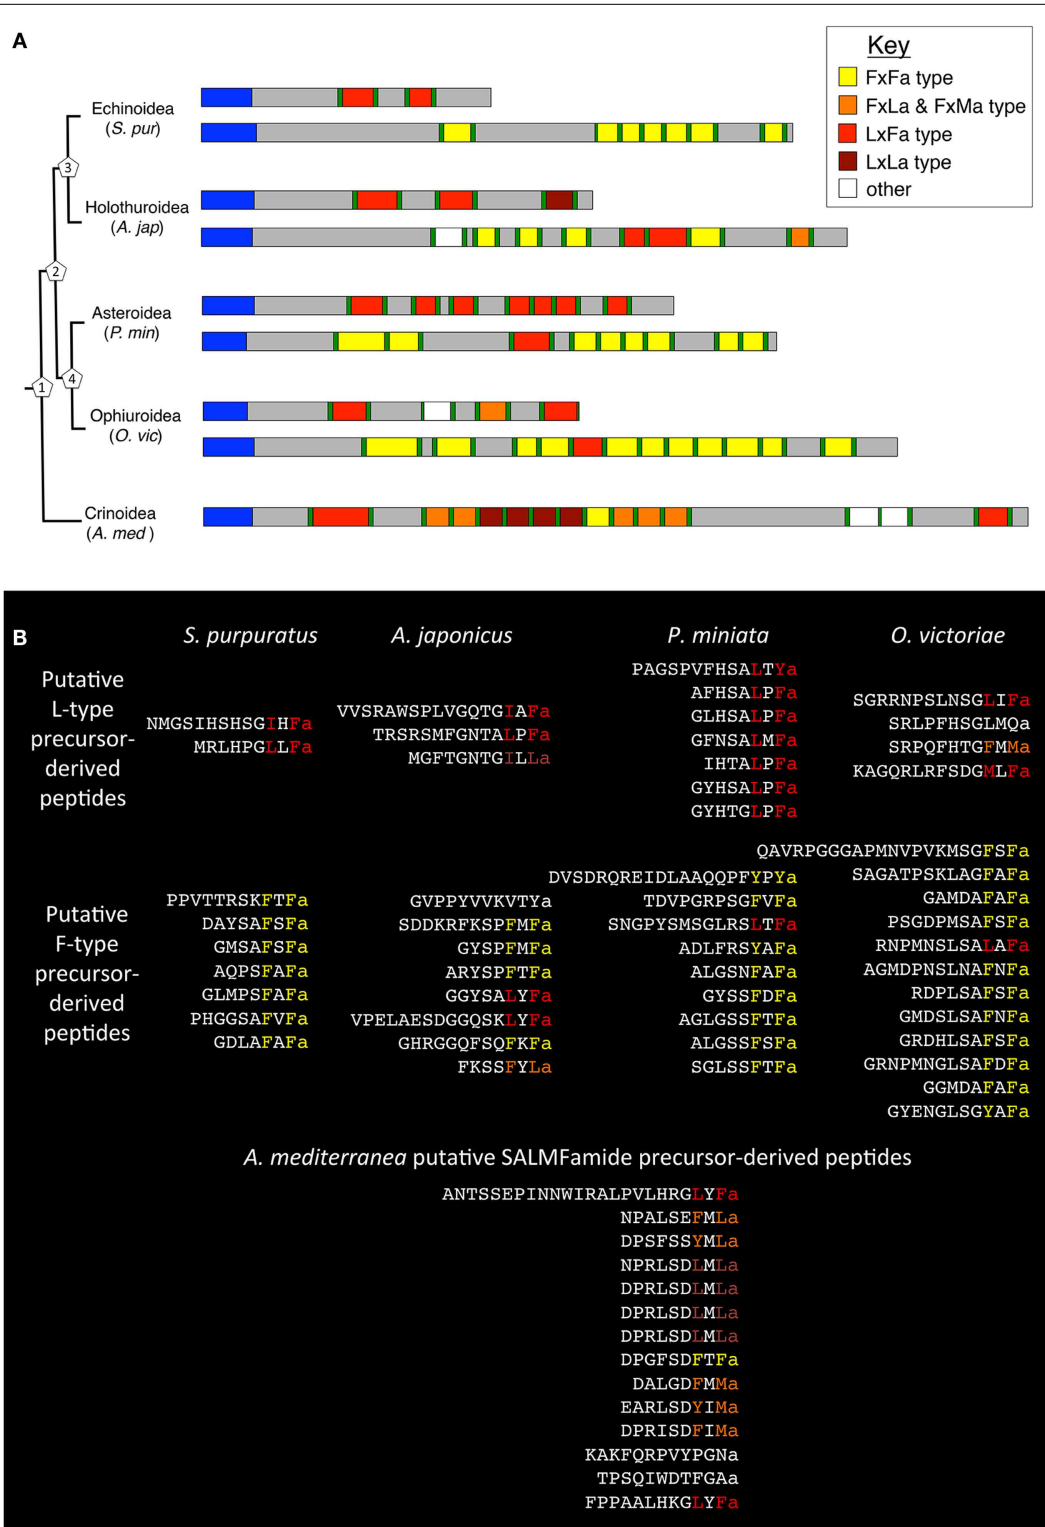 A
Key
FxFa type
FxLa & FxMa type
LxFa type
LxLa type
other
Echinoidea
(S. pur)
3
Holothuroidea
(A. jap)
2
Asteroidea
(P. min)
1
4
Ophiuroidea
(O. vic)
Crinoidea
(A. med )
B
S. purpuratus
A. japonicus
P. miniata
O. victoriae
Putative
L-type
precursor-
derived
peptides
NMGSIHSHSGIHFa
MRLHPGLLFa
VVSRAWSPLVGQTGIAFa
TRSRSMFGNTALPFa
MGFTGNTGILLa
PAGSPVFHSALTYa
AFHSALPFa
GLHSALPFa
GFNSALMFa
IHTALPFa
GYHSALPFa
GYHTGLPFa
SGRRNPSLNSGLIFa
SRLPFHSGLMQa
SRPQFHTGFMMa
KAGQRLRFSDGMLFa
Putative
F-type
precursor-
derived
peptides
PPVTTRSKFTFa
DAYSAFSFa
GMSAFSFa
AQPSFAFa
GLMPSFAFa
PHGGSAFVFa
GDLAFAFa
GVPPYVVKVTYa
SDDKRFKSPFMFa
GYSPFMFa
ARYSPFTFa
GGYSALYFa
VPELAESDGGQSKLYFa
GHRGGQFSQFKFa
FKSSFYLa
DVSDRQREIDLAAQQPFYPYa
TDVPGRPSGFVFa
SNGPYSMSGLRSLTFa
ADLFRSYAFa
ALGSNFAFa
GYSSFDFa
AGLGSSFTFa
ALGSSFSFa
SGLSSFTFa
QAVRPGGGAPMNVPVKMSGFSFa
SAGATPSKLAGFAFa
GAMDAFAFa
PSGDPMSAFSFa
RNPMNSLSALAFa
AGMDPNSLNAFNFa
RDPLSAFSFa
GMDSLSAFNFa
GRDHLSAFSFa
GRNPMNGLSAFDFa
GGMDAFAFa
GYENGLSGYAFa
A. mediterranea putative SALMFamide precursor-derived peptides
ANTSSEPINNWIRALPVLHRGLYFa
NPALSEFMLa
DPSFSSYMLa
NPRLSDLMLa
DPRLSDLMLa
DPRLSDLMLa
DPRLSDLMLa
DPGFSDFTFa
DALGDFMMa
EARLSDYIMa
DPRISDFIMa
KAKFQRPVYPGNa
TPSQIWDTFGAa
FPPAALHKGLYFa